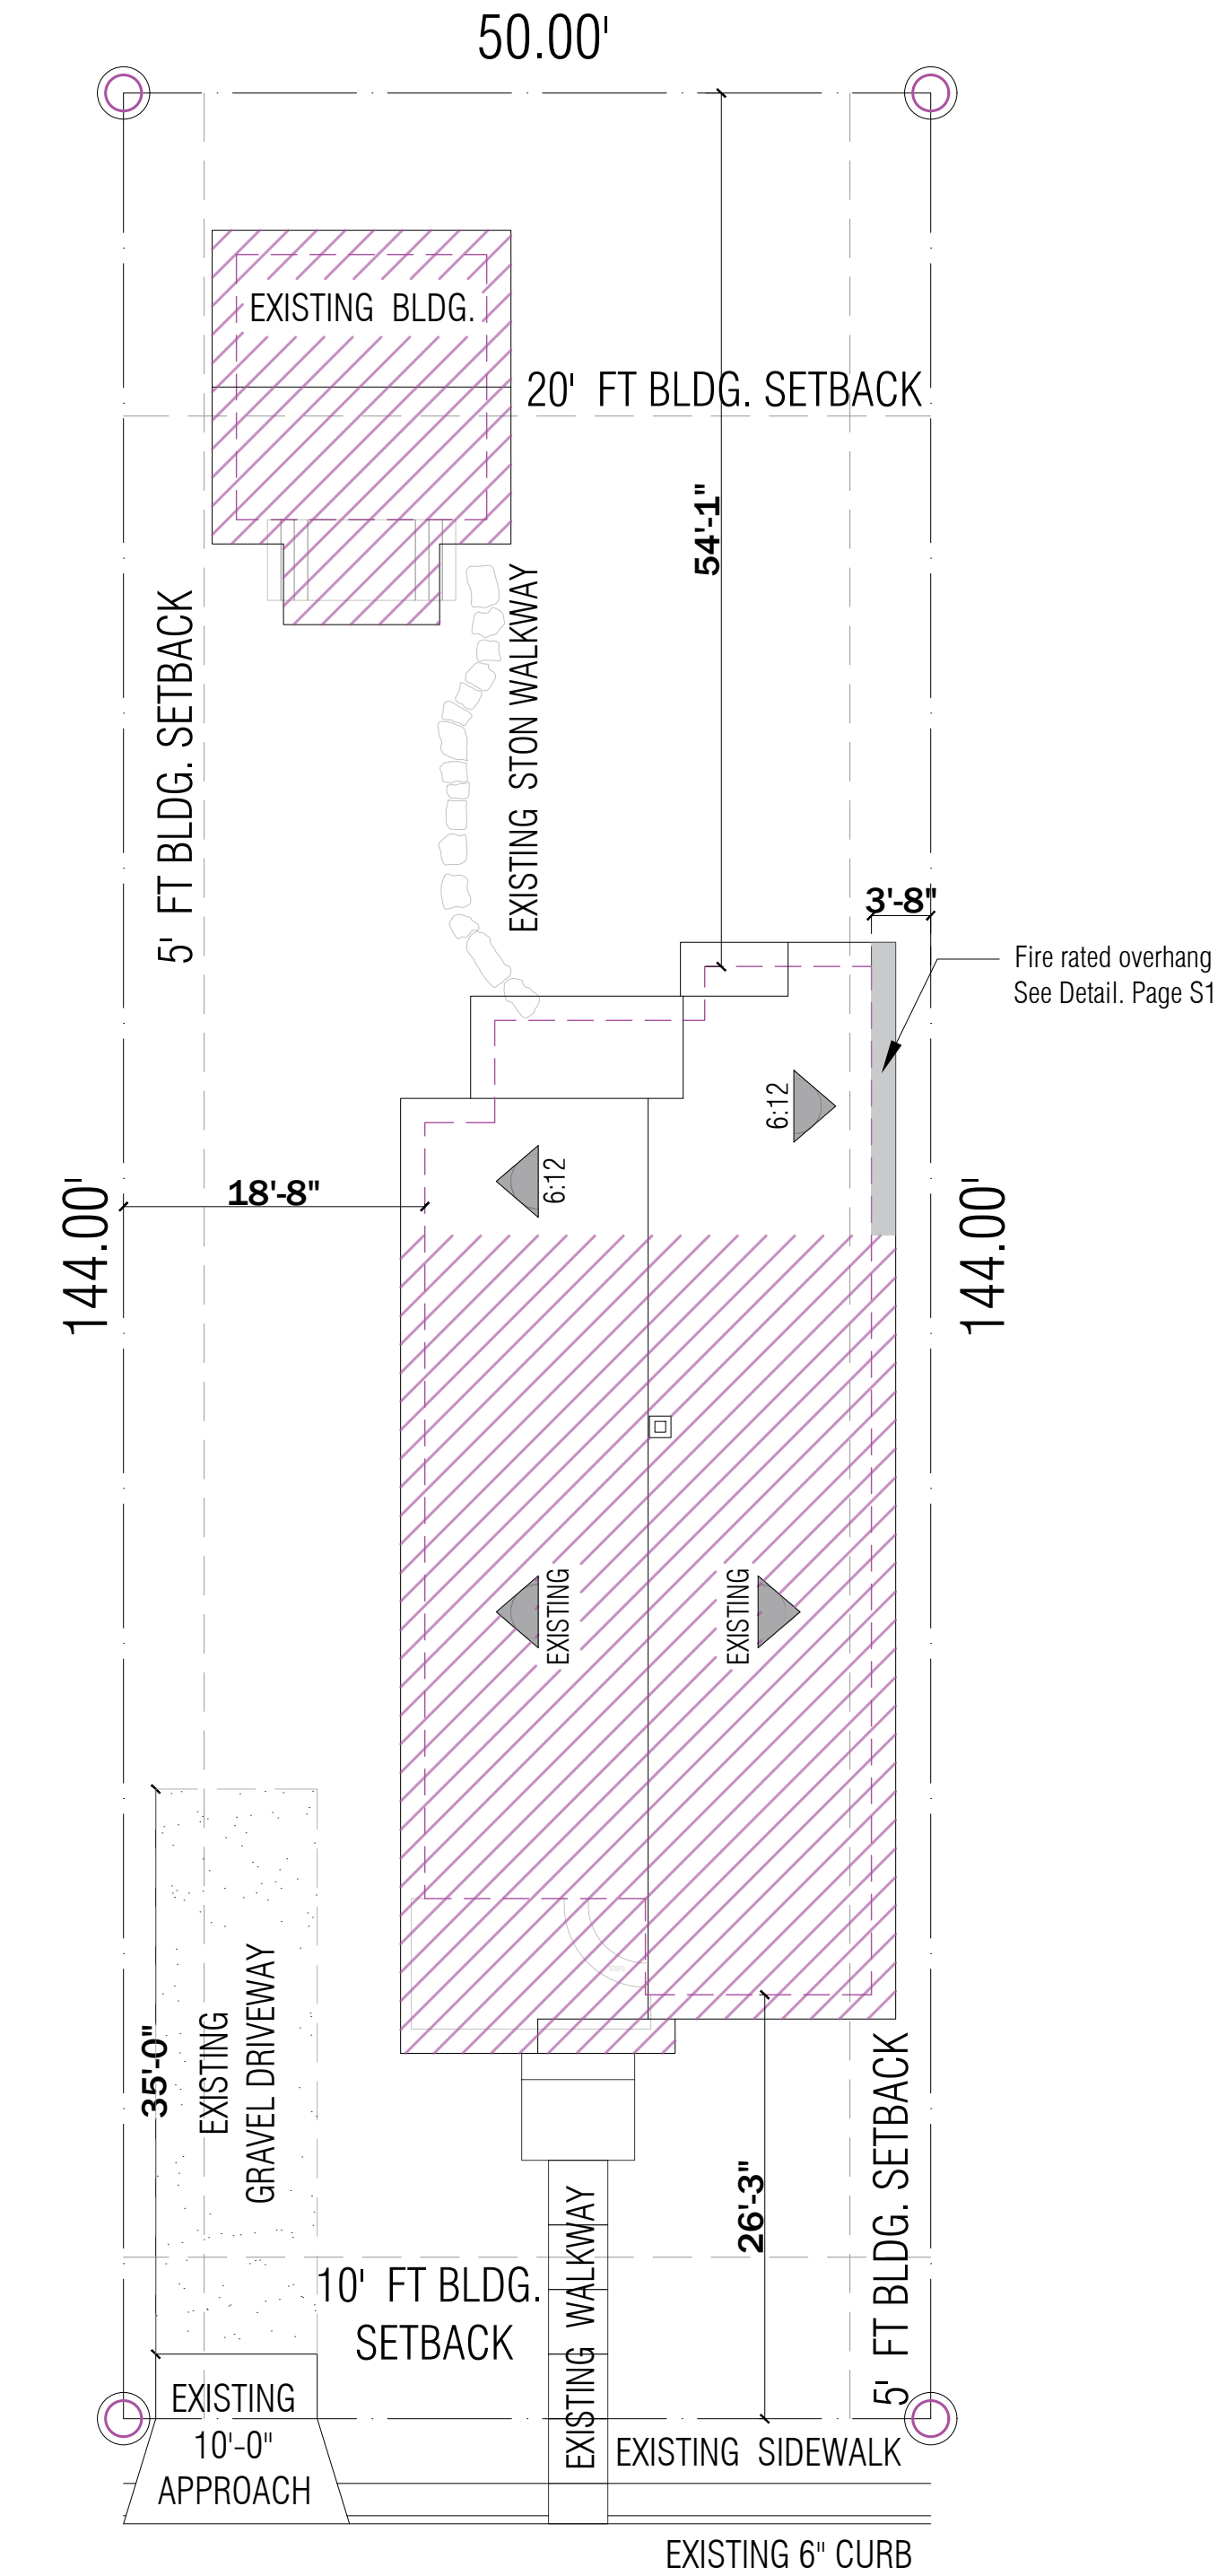 50.00'
EXISTING BLDG.
20' FT BLDG. SETBACK
54'-1"
5' FT BLDG. SETBACK
EXISTING STON WALKWAY
3'-8"
Fire rated overhang
See Detail. Page S1
6:12
6:12
18'-8"
144.00'
144.00'
EXISTING
EXISTING
STEPS
35'-0"
EXISTING
GRAVEL DRIVEWAY
26'-3"
5' FT BLDG. SETBACK
EXISTING WALKWAY
10' FT BLDG.
SETBACK
EXISTING
10'-0"
APPROACH
EXISTING SIDEWALK
EXISTING 6" CURB